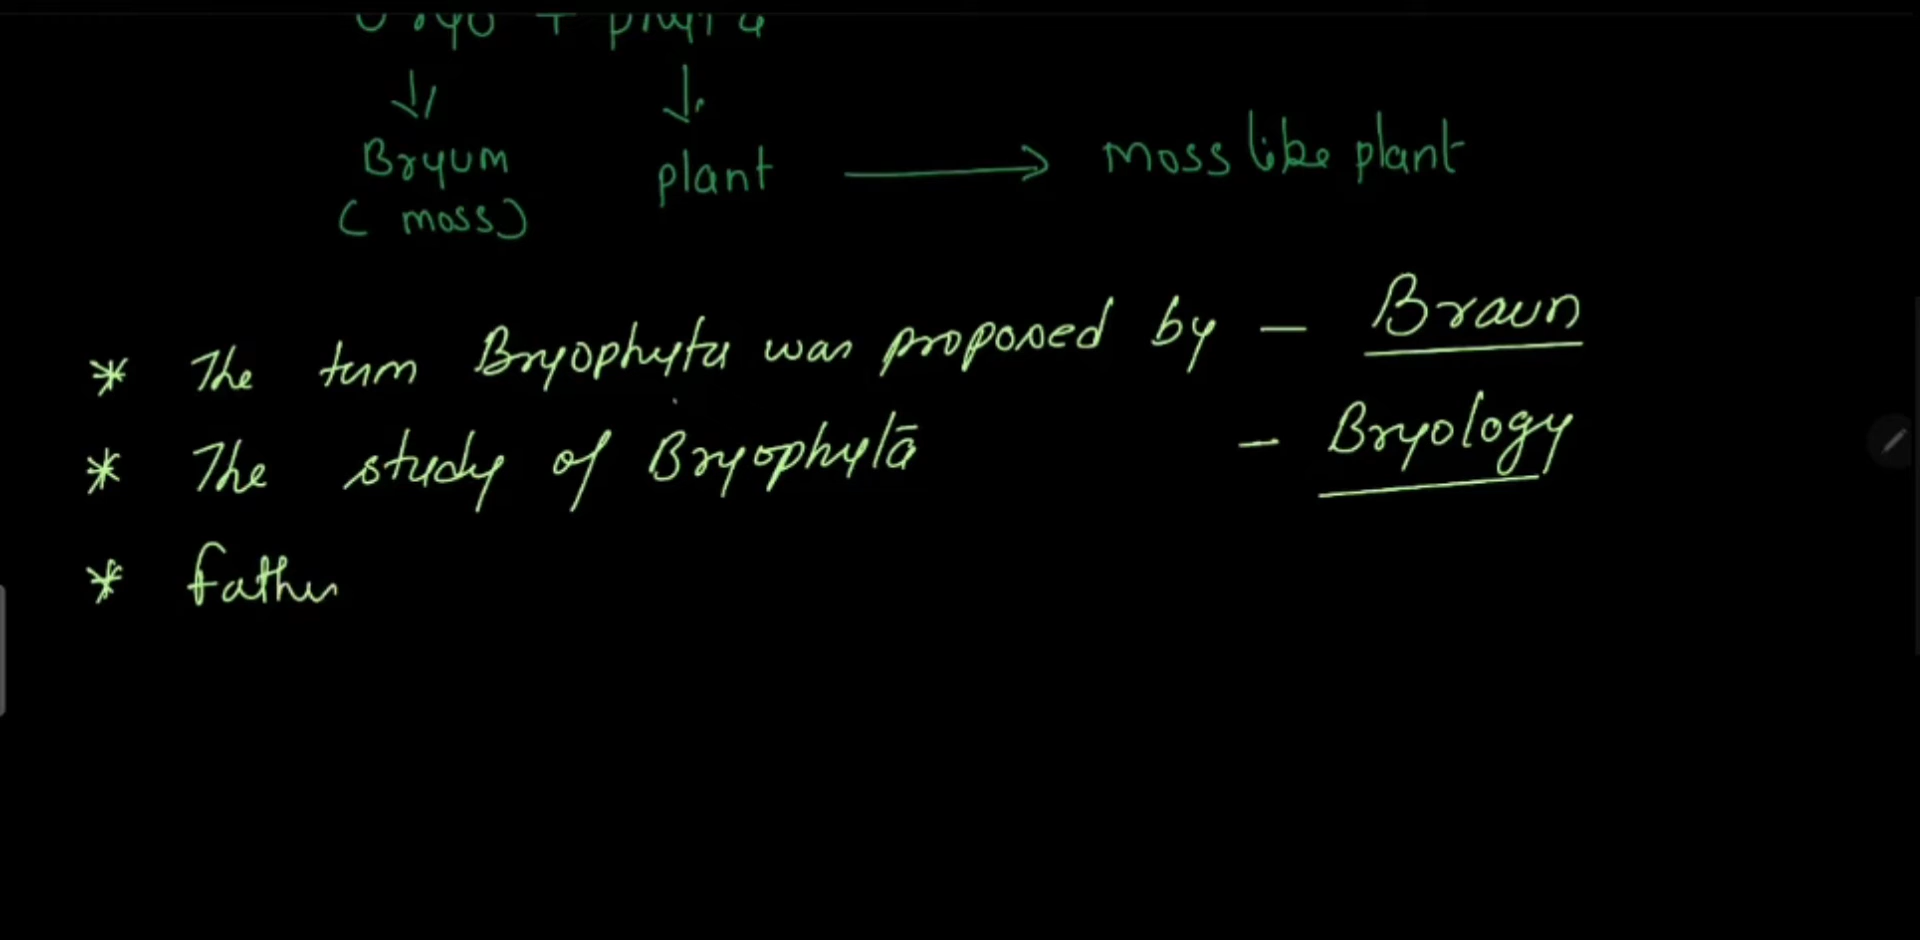 +
Bryum plant → moss like plant
( moss)
* The term Bryophyta was proposed by - Braun
* The study of Bryophyta - Bryology
* Father